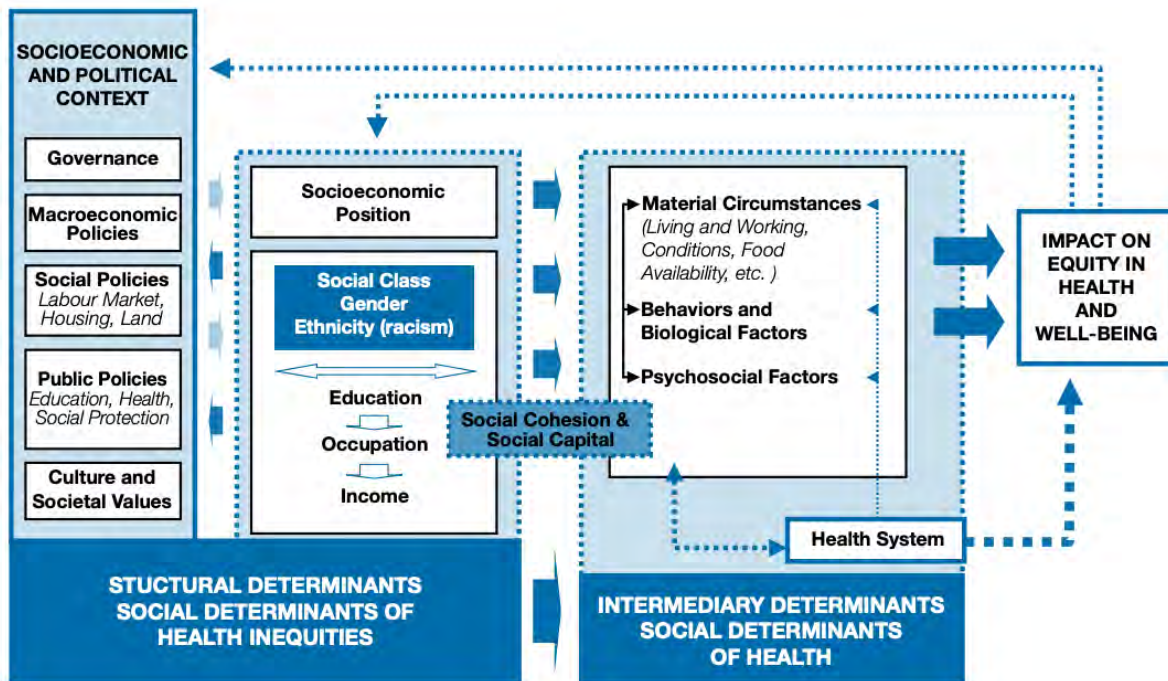 SOCIOECONOMIC
AND POLITICAL
CONTEXT
Governance
Macroeconomic
Policies
Social Policies
Labour Market,
Housing, Land
Public Policies
Education, Health,
Social Protection
Culture and
Societal Values
Socioeconomic
Position
Social Class
Gender
Ethnicity (racism)
Education
Occupation
Income
Social Cohesion &
Social Capital
Material Circumstances
(Living and Working,
Conditions, Food
Availability, etc. )
Behaviors and
Biological Factors
Psychosocial Factors
Health System
IMPACT ON
EQUITY IN
HEALTH
AND
WELL-BEING
STUCTURAL DETERMINANTS
SOCIAL DETERMINANTS OF
HEALTH INEQUITIES
INTERMEDIARY DETERMINANTS
SOCIAL DETERMINANTS
OF HEALTH